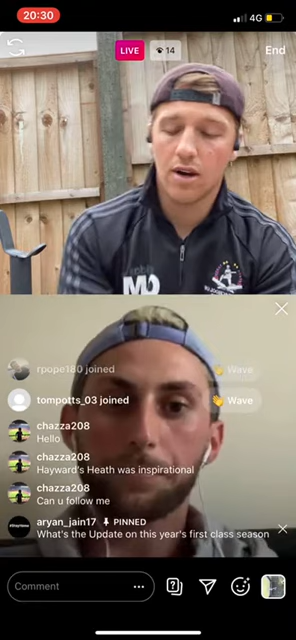 20:30
4G
LIVE
14
End
rpope180 joined
Wave
tompotts_03 joined
Wave
chazza208
Hello
chazza208
Hayward's Heath was inspirational
chazza208
Can u follow me
aryan_jain17 PINNED
What's the Update on this year's first class season
Comment